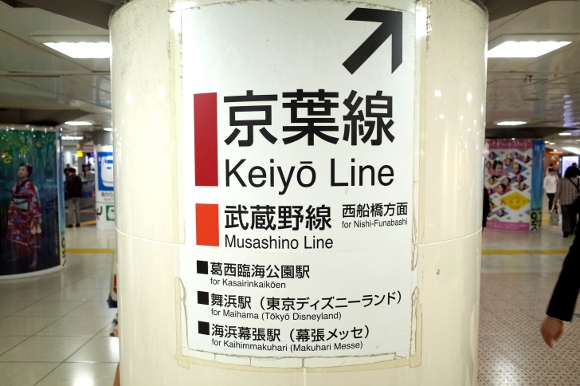 京葉線
Keiyō Line
武蔵野線 西船橋方面
Musashino Line for Nishi-Funabashi
■葛西臨海公園駅
for Kasairinkaikōen
■舞浜駅（東京ディズニーランド）
for Maihama (Tōkyō Disneyland)
■海浜幕張駅（幕張メッセ）
for Kaihimmakuhari (Makuhari Messe)